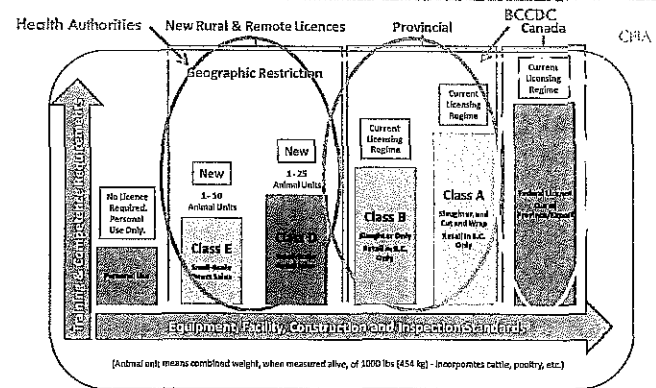 Health Authorities
New Rural & Remote Licences
Provincial
BCCDC
Canada
Geographic Restriction
Current
Licensing
Regime
Current
Licensing
Regime
Current
Licensing
Regime
New
1-25
Animal Units
New
1-10
Animal Units
No Licence
Required.
Personal
Use Only.
Personal Use
Class E
Small-Scale
Direct Sales
Class D
Class B
Slaughter Only
Retail in B.C.
Only
Class A
Slaughter and
Cut and Wrap
Retail in B.C.
Only
Federal Licence
Training & Competence Requirements
Equipment, Facility, Construction and Inspection Standards
(Animal unit means combined weight, when measured alive, of 1000 lbs (454 kg) - incorporates cattle, poultry, etc.)